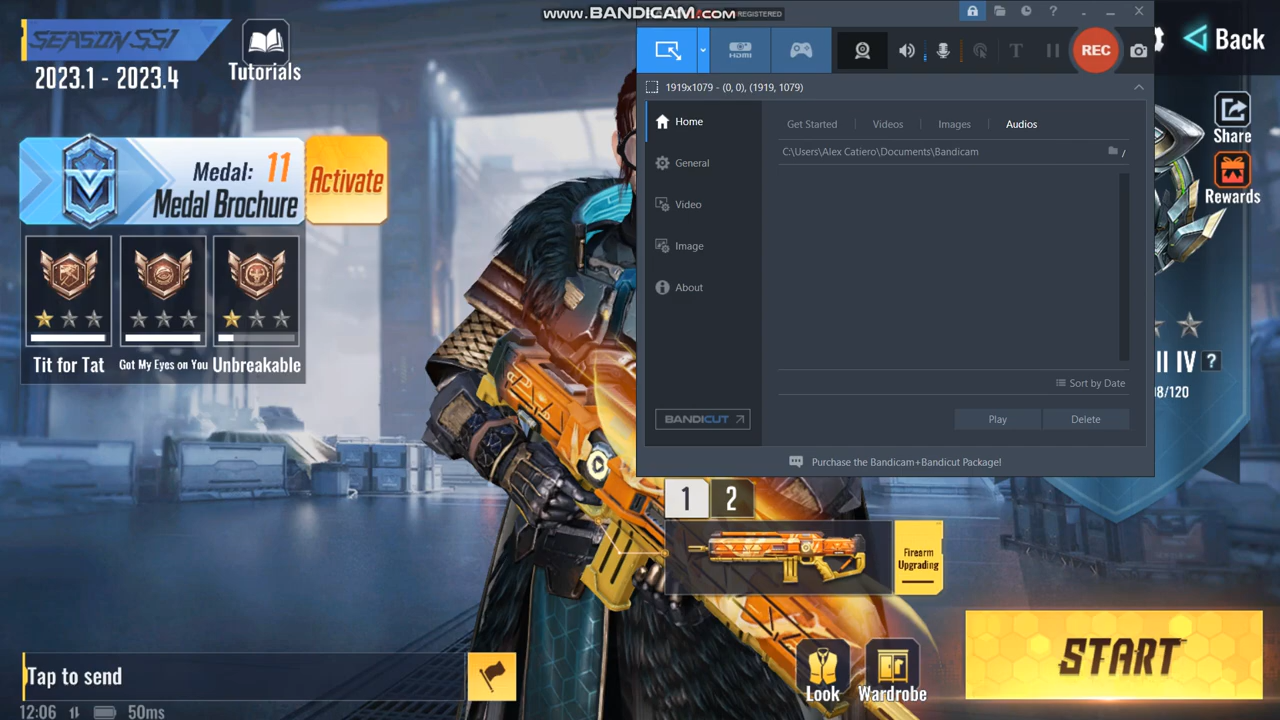 www.BANDICAM.com
REGISTERED
SEASON SS1
2023.1 - 2023.4
Tutorials
Medal: 11
Medal Brochure
Activate
Tit for Tat
Got My Eyes on You
Unbreakable
HDMI
REC
1919x1079 - (0, 0), (1919, 1079)
Home
General
Video
Image
About
BANDICUT
Get Started
Videos
Images
Audios
C:\Users\Alex Catiero\Documents\Bandicam
Sort by Date
Play
Delete
Purchase the Bandicam+Bandicut Package!
Back
Share
Rewards
IV
?
/120
1
2
Firearm
Upgrading
START
Look
Wardrobe
Tap to send
12:06
50ms